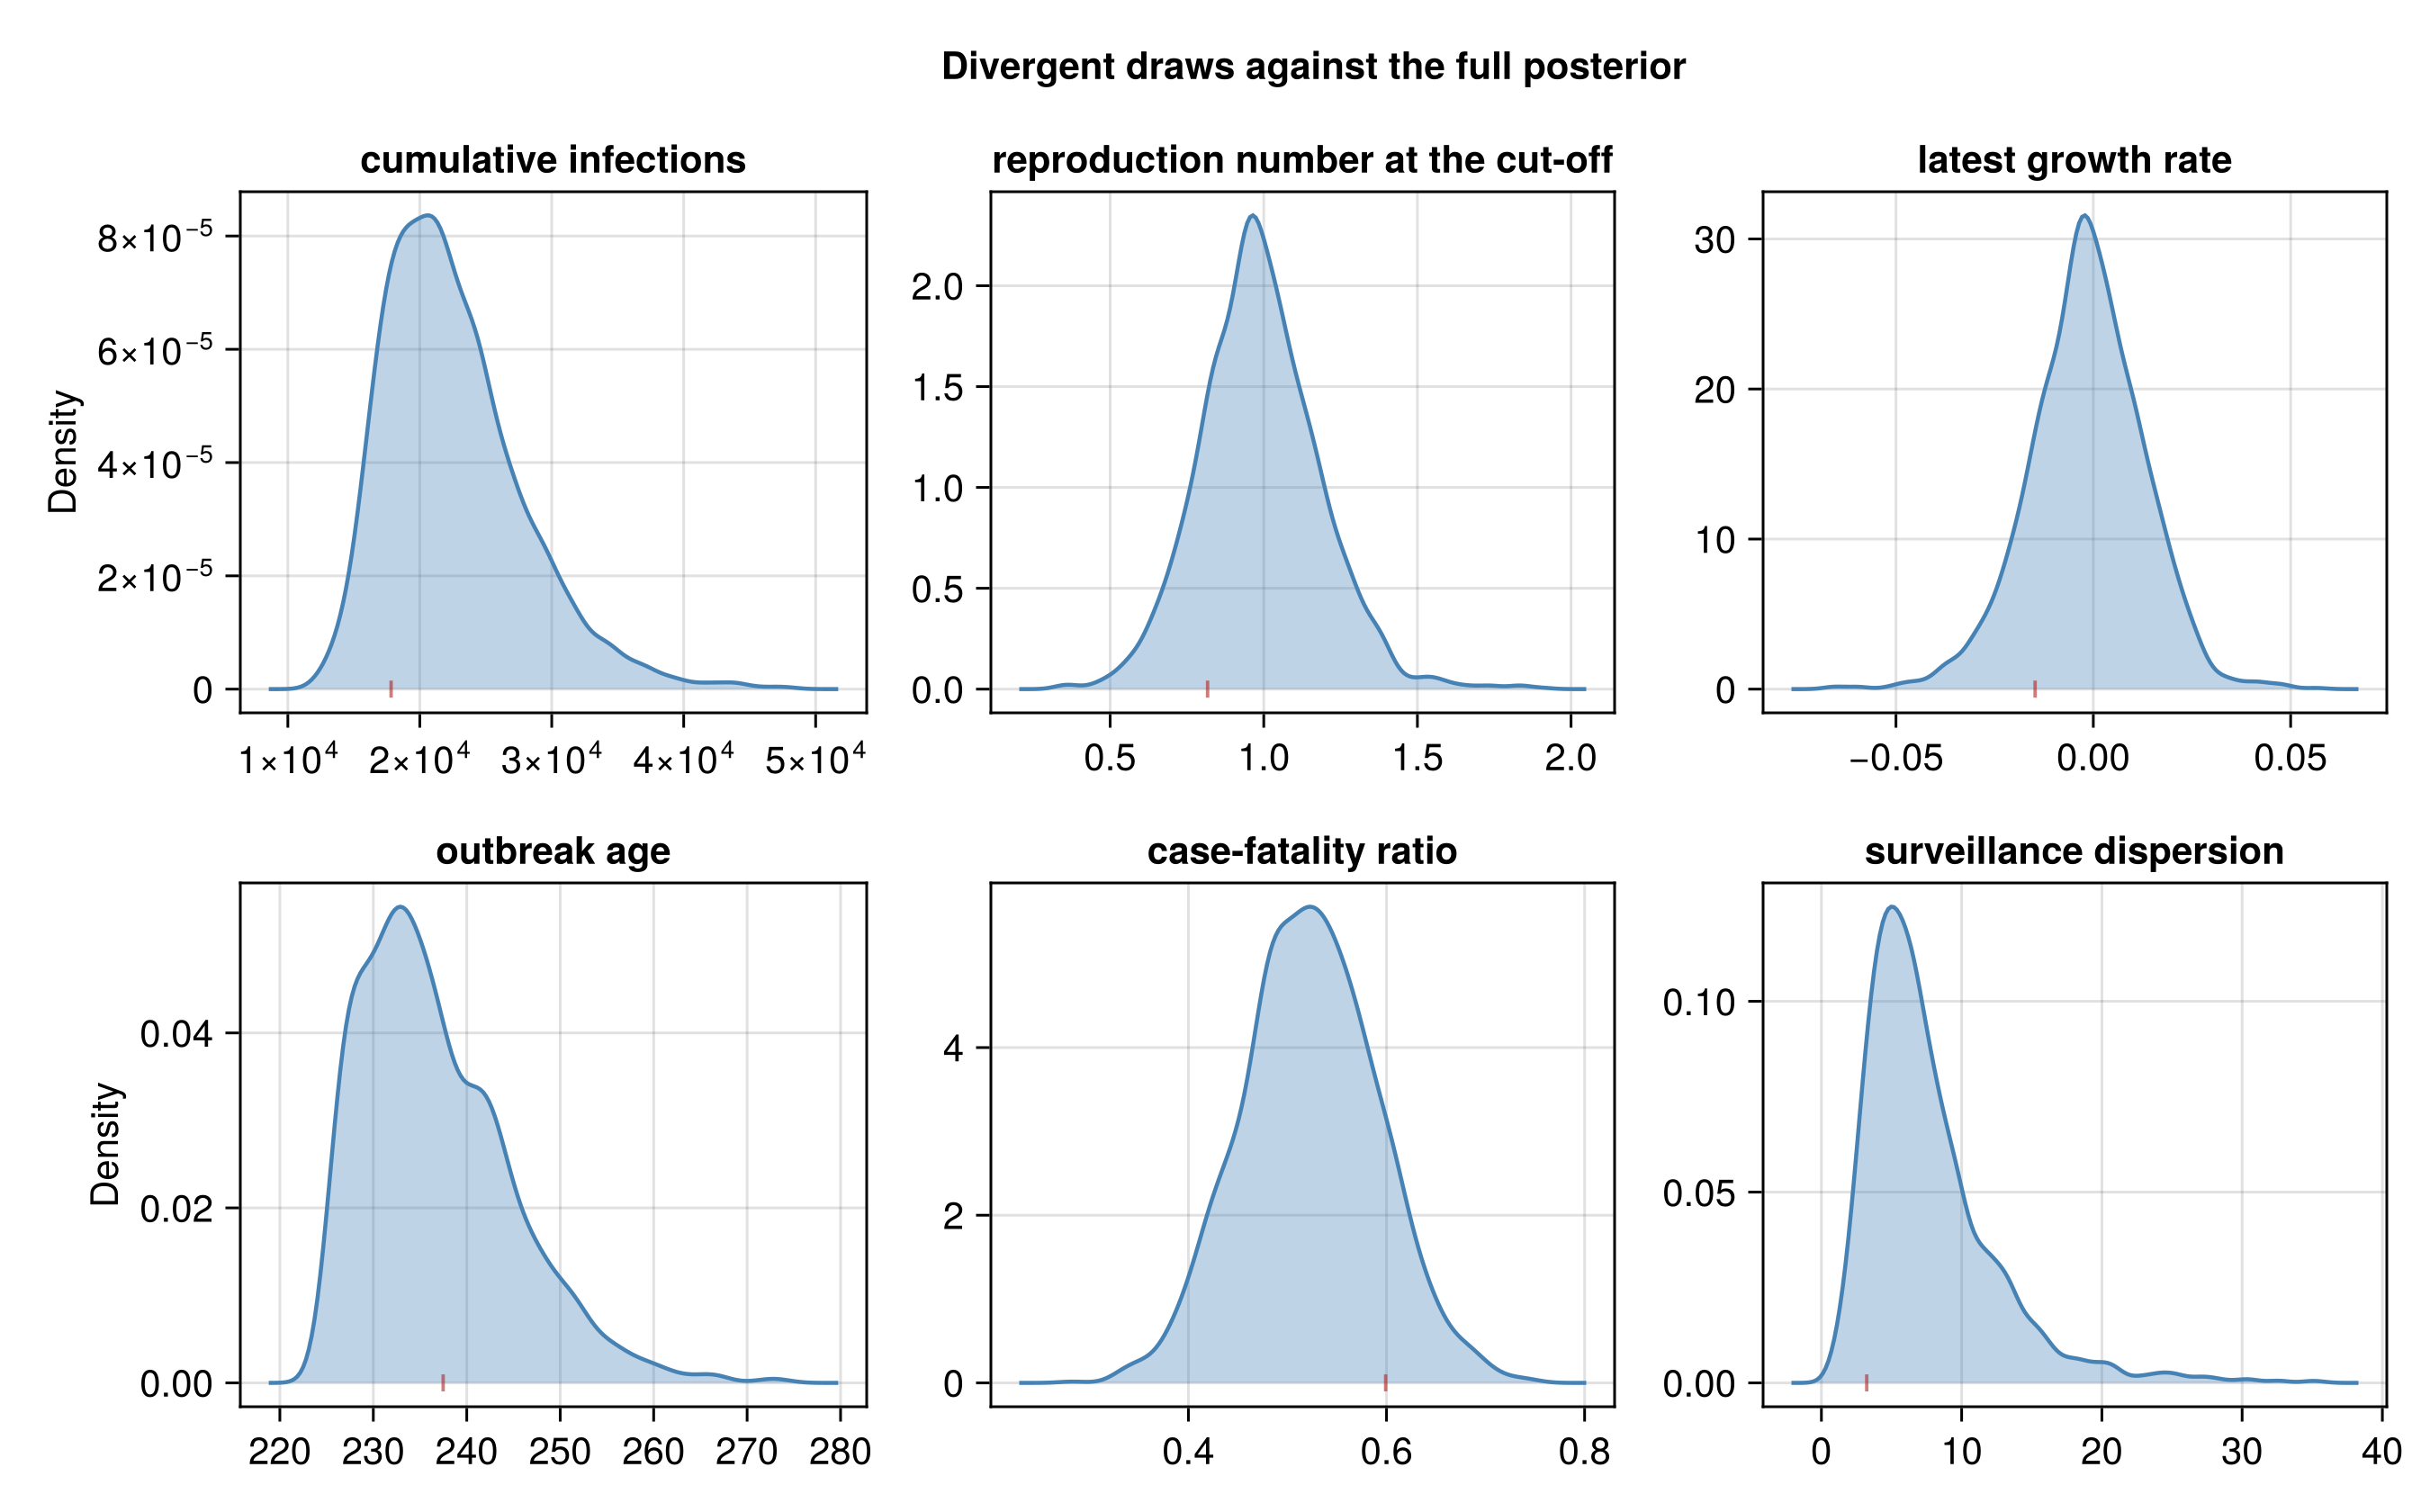 Divergent draws against the full posterior
cumulative infections
reproduction number at the cut-off
latest growth rate
Density
8×10⁻⁵
6×10⁻⁵
4×10⁻⁵
2×10⁻⁵
0
1×10⁴ 2×10⁴ 3×10⁴ 4×10⁴ 5×10⁴
2.0
1.5
1.0
0.5
0.0
0.5 1.0 1.5 2.0
30
20
10
0
−0.05 0.00 0.05
outbreak age
case-fatality ratio
surveillance dispersion
Density
0.04
0.02
0.00
220 230 240 250 260 270 280
4
2
0
0.4 0.6 0.8
0.10
0.05
0.00
0 10 20 30 40